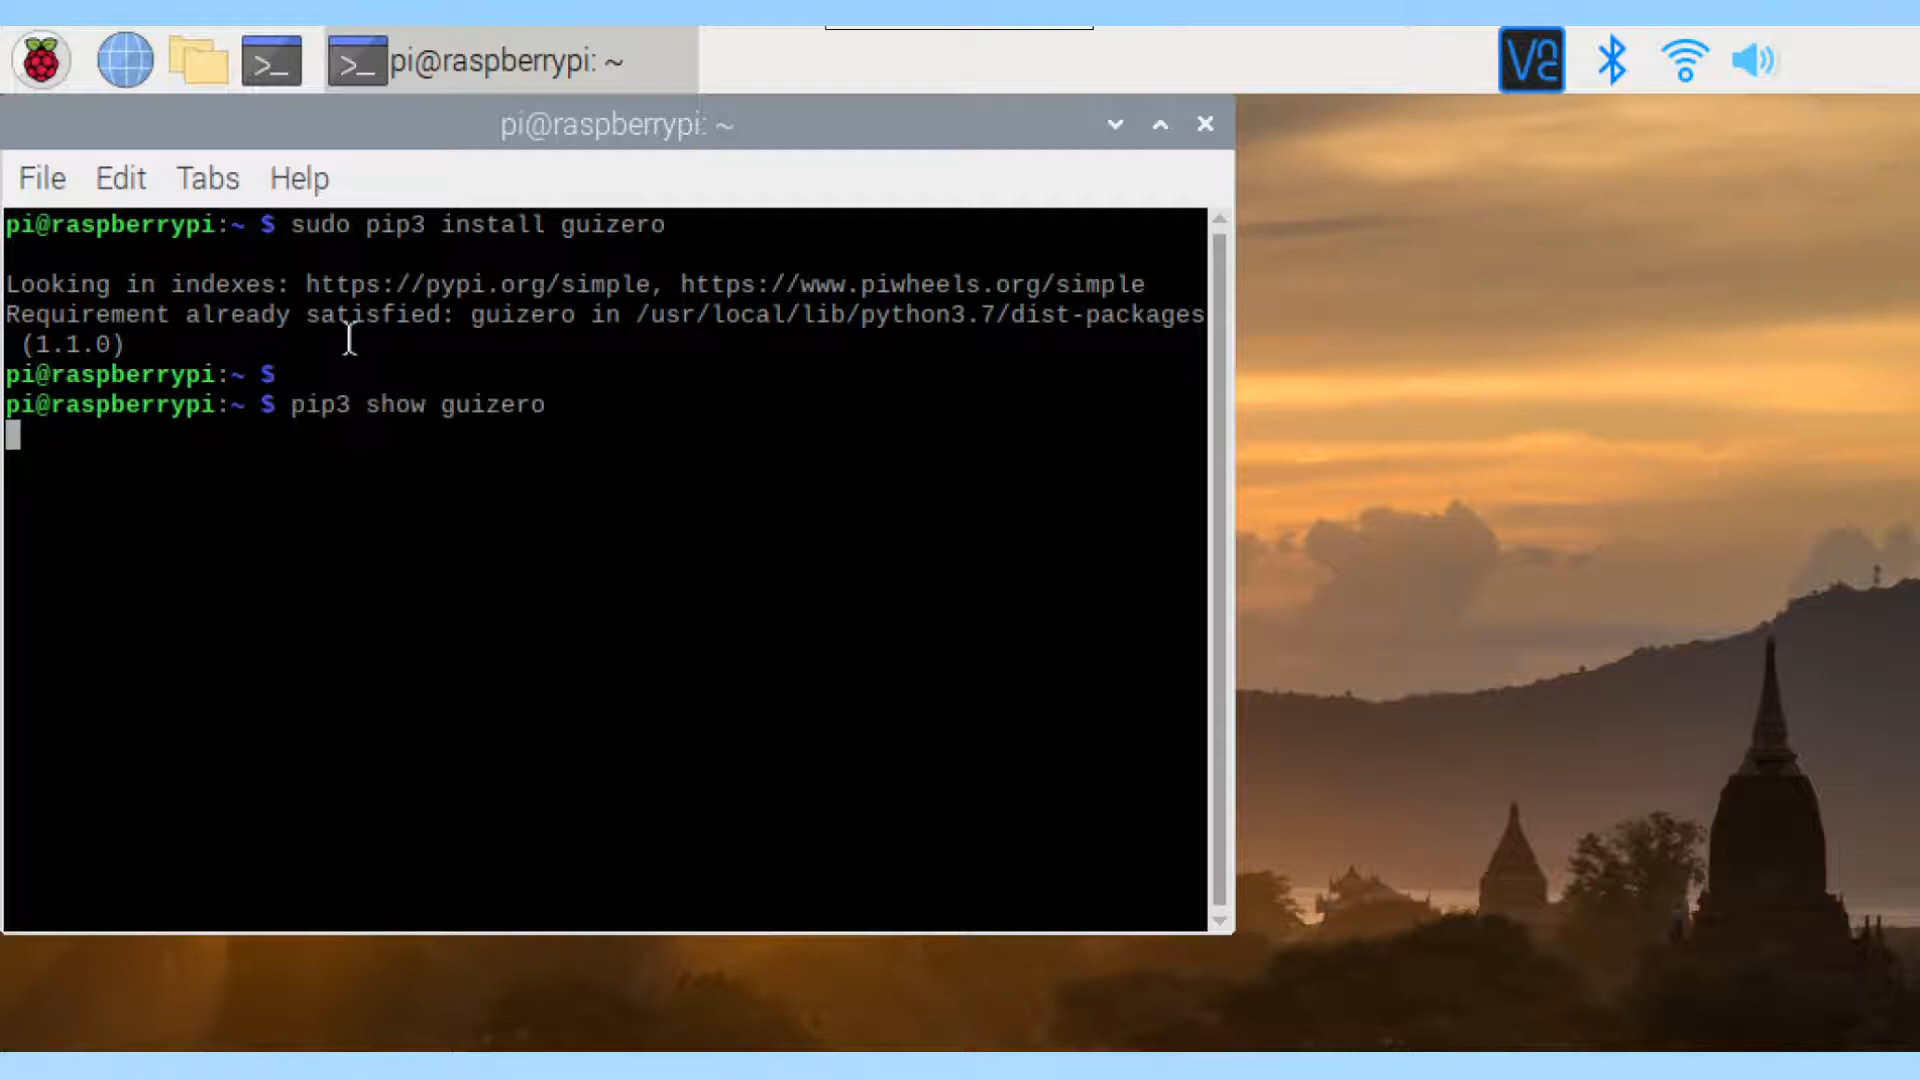 >_
>_ pi@raspberrypi: ~
VNC
pi@raspberrypi: ~
File Edit Tabs Help
pi@raspberrypi:~ $ sudo pip3 install guizero
Looking in indexes: https://pypi.org/simple, https://www.piwheels.org/simple
Requirement already satisfied: guizero in /usr/local/lib/python3.7/dist-packages
(1.1.0)
pi@raspberrypi:~ $
pi@raspberrypi:~ $ pip3 show guizero